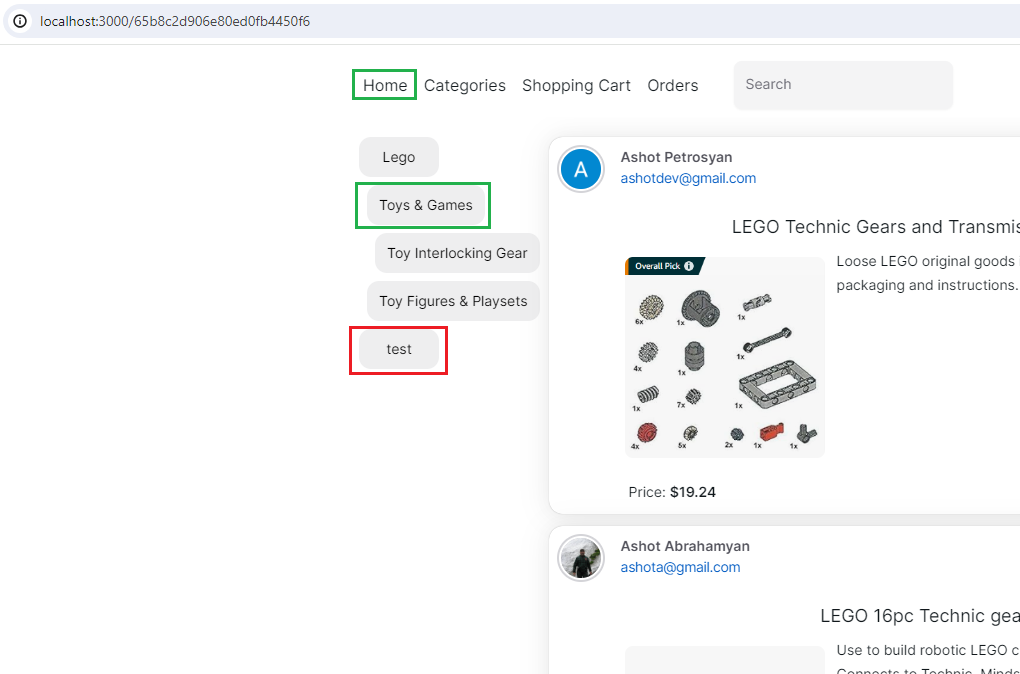 localhost:3000/65b8c2d906e80ed0fb4450f6
Home Categories Shopping Cart Orders Search
Lego
Toys & Games
Toy Interlocking Gear
Toy Figures & Playsets
test
A
Ashot Petrosyan
ashotdev@gmail.com
LEGO Technic Gears and Transmis
Overall Pick
Loose LEGO original goods
packaging and instructions.
6x 1x 1x
4x 1x 1x
1x 7x 1x
4x 5x 2x 1x 1x
Price: $19.24
Ashot Abrahamyan
ashota@gmail.com
LEGO 16pc Technic gea
Use to build robotic LEGO c
Connects to Technic, Minds